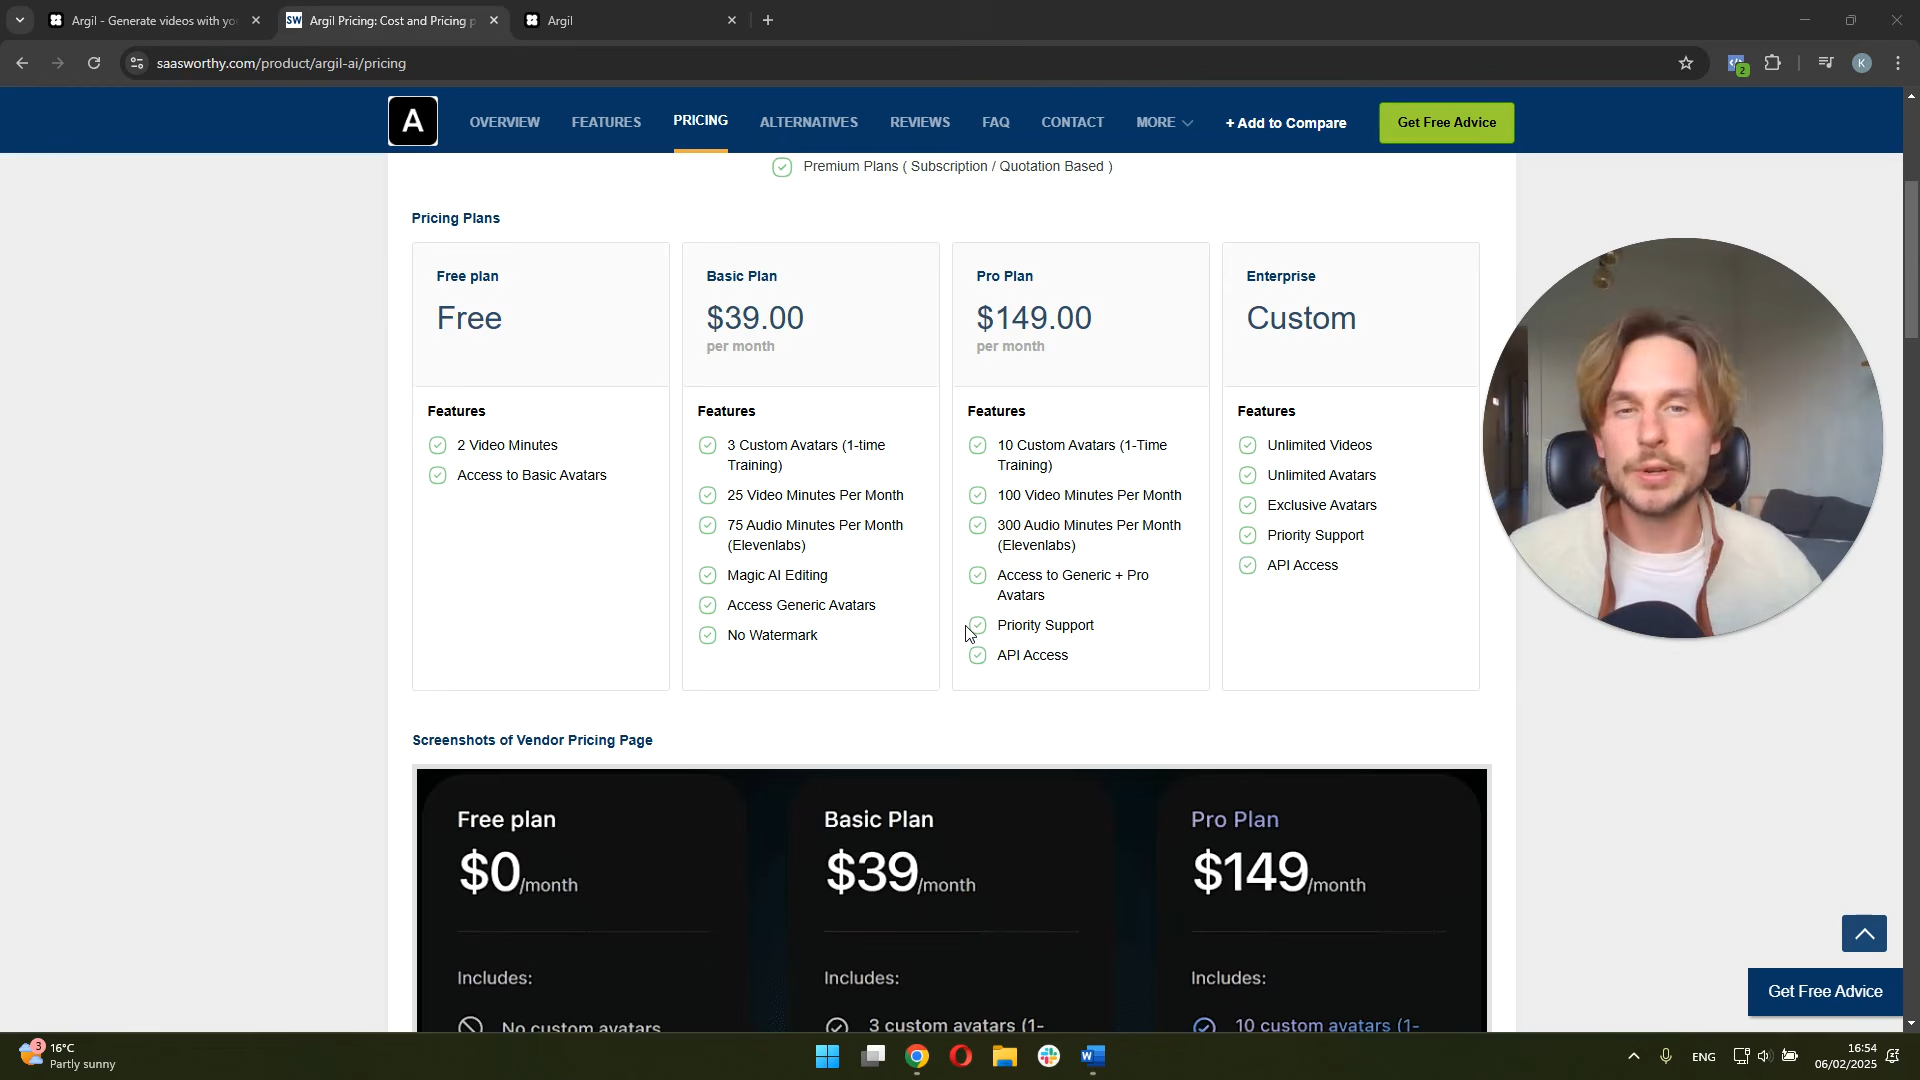 Argil - Generate videos with yo
Argil Pricing: Cost and Pricing p
Argil
saasworthy.com/product/argil-ai/pricing
2
K
A
OVERVIEW
FEATURES
PRICING
ALTERNATIVES
REVIEWS
FAQ
CONTACT
MORE
+ Add to Compare
Get Free Advice
Premium Plans ( Subscription / Quotation Based )
Pricing Plans
Free plan
Free
Features
2 Video Minutes
Access to Basic Avatars
Basic Plan
$39.00
per month
Features
3 Custom Avatars (1-time
Training)
25 Video Minutes Per Month
75 Audio Minutes Per Month
(Elevenlabs)
Magic AI Editing
Access Generic Avatars
No Watermark
Pro Plan
$149.00
per month
Features
10 Custom Avatars (1-Time
Training)
100 Video Minutes Per Month
300 Audio Minutes Per Month
(Elevenlabs)
Access to Generic + Pro
Avatars
Priority Support
API Access
Enterprise
Custom
Features
Unlimited Videos
Unlimited Avatars
Exclusive Avatars
Priority Support
API Access
Screenshots of Vendor Pricing Page
Free plan
$0/month
Includes:
No custom avatars
Basic Plan
$39/month
Includes:
3 custom avatars (1-
Pro Plan
$149/month
Includes:
10 custom avatars (1-
Get Free Advice
3
16°C
Partly sunny
W
ENG
16:54
06/02/2025
SW